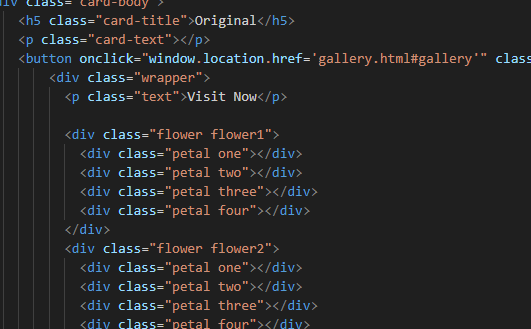 div class="card-body">
<h5 class="card-title">Original</h5>
<p class="card-text"></p>
<button onclick="window.location.href='gallery.html#gallery'" class
<div class="wrapper">
<p class="text">Visit Now</p>
<div class="flower flower1">
<div class="petal one"></div>
<div class="petal two"></div>
<div class="petal three"></div>
<div class="petal four"></div>
</div>
<div class="flower flower2">
<div class="petal one"></div>
<div class="petal two"></div>
<div class="petal three"></div>
<div class="petal four"></div>